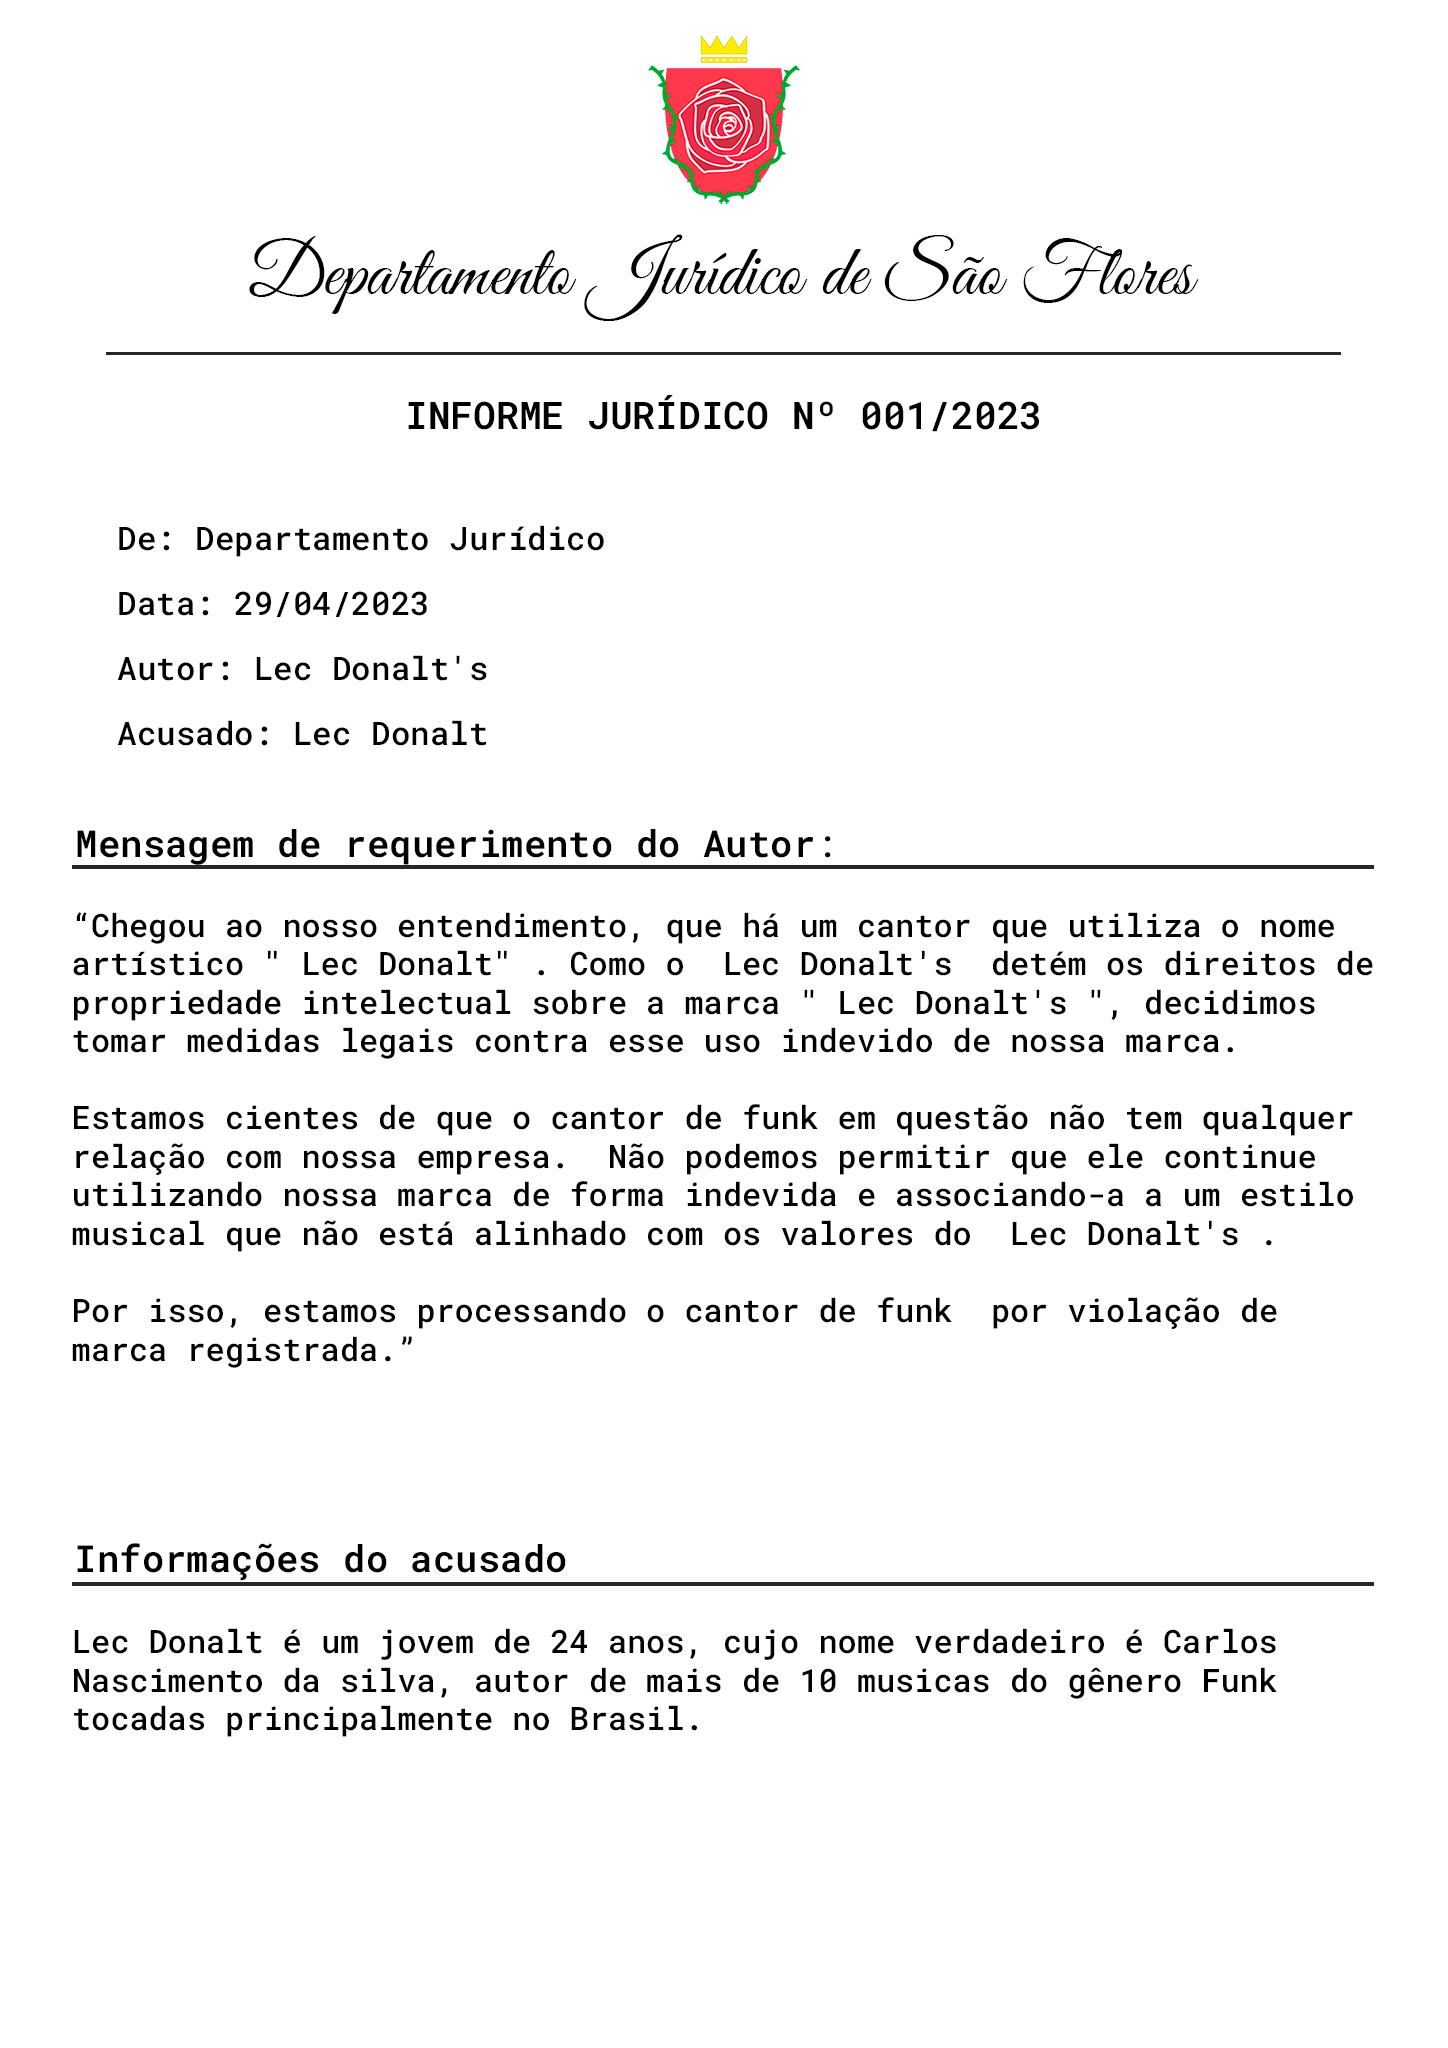 Departamento Jurídico de São Flores
INFORME JURÍDICO Nº 001/2023
De: Departamento Jurídico
Data: 29/04/2023
Autor: Lec Donalt's
Acusado: Lec Donalt
Mensagem de requerimento do Autor:
“Chegou ao nosso entendimento, que há um cantor que utiliza o nome
artístico " Lec Donalt" . Como o  Lec Donalt's  detém os direitos de
propriedade intelectual sobre a marca " Lec Donalt's ", decidimos
tomar medidas legais contra esse uso indevido de nossa marca.
Estamos cientes de que o cantor de funk em questão não tem qualquer
relação com nossa empresa.  Não podemos permitir que ele continue
utilizando nossa marca de forma indevida e associando-a a um estilo
musical que não está alinhado com os valores do  Lec Donalt's .
Por isso, estamos processando o cantor de funk  por violação de
marca registrada.”
Informações do acusado
Lec Donalt é um jovem de 24 anos, cujo nome verdadeiro é Carlos
Nascimento da silva, autor de mais de 10 musicas do gênero Funk
tocadas principalmente no Brasil.